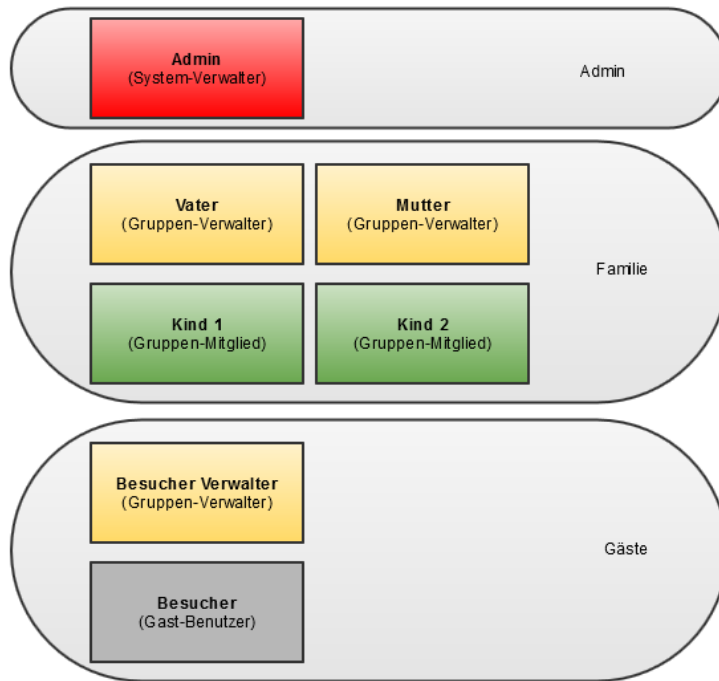 Admin
(System-Verwalter)
Admin
Vater
(Gruppen-Verwalter)
Mutter
(Gruppen-Verwalter)
Familie
Kind 1
(Gruppen-Mitglied)
Kind 2
(Gruppen-Mitglied)
Besucher Verwalter
(Gruppen-Verwalter)
Gäste
Besucher
(Gast-Benutzer)